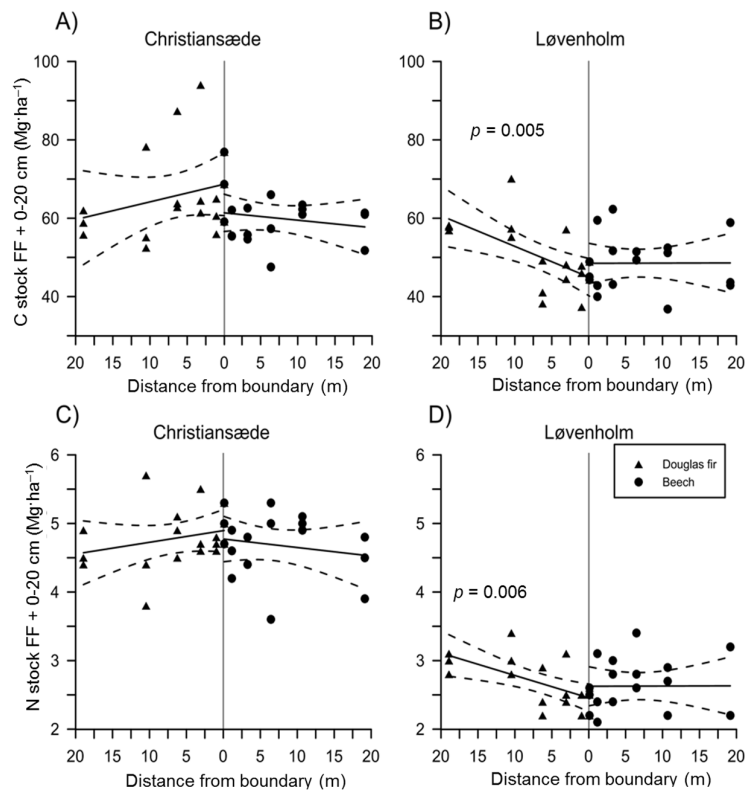 A)
Christiansæde
C stock FF + 0-20 cm (Mg·ha⁻¹)
100
80
60
40
20 15 10 5 0 5 10 15 20
Distance from boundary (m)
B)
Løvenholm
p = 0.005
100
80
60
40
20 15 10 5 0 5 10 15 20
Distance from boundary (m)
C)
Christiansæde
N stock FF + 0-20 cm (Mg·ha⁻¹)
6
5
4
3
2
20 15 10 5 0 5 10 15 20
Distance from boundary (m)
D)
Løvenholm
Douglas fir
Beech
p = 0.006
6
5
4
3
2
20 15 10 5 0 5 10 15 20
Distance from boundary (m)